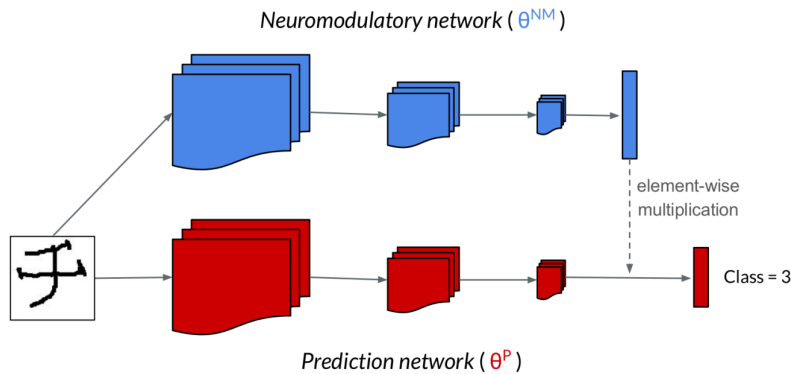 Neuromodulatory network ( θᴺᴹ)
element-wise
multiplication
Class = 3
Prediction network ( θᴾ)